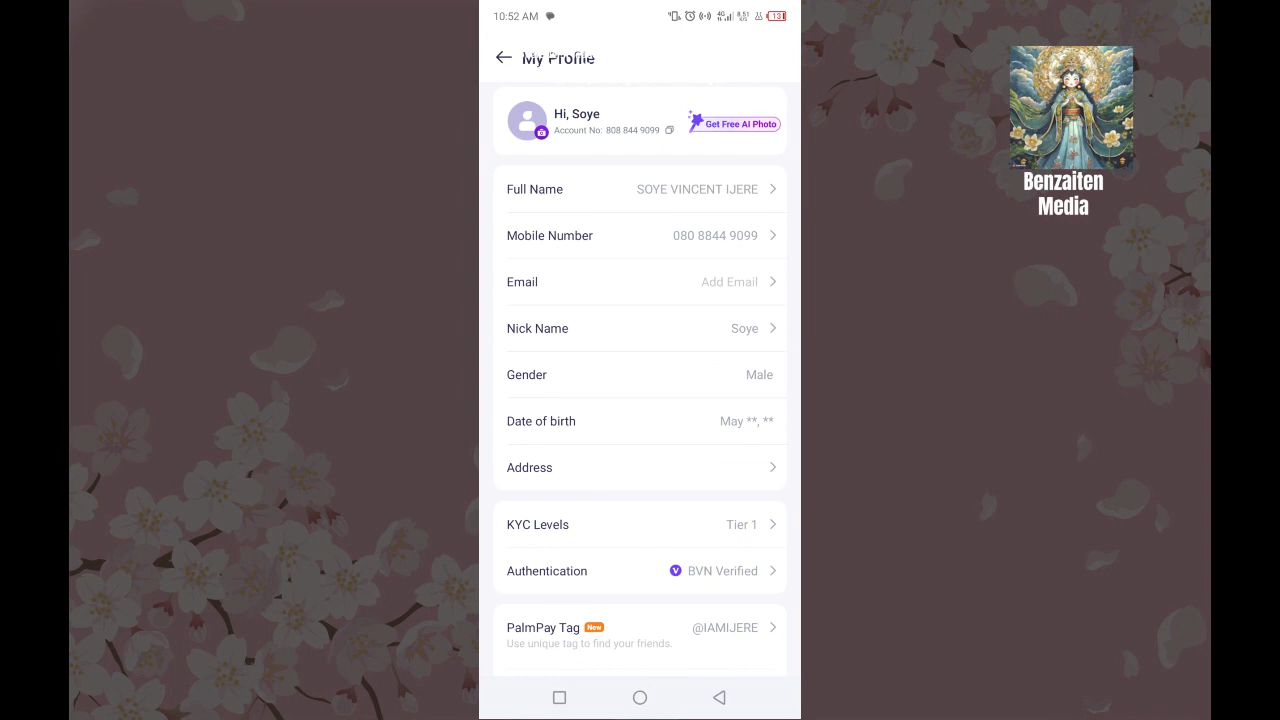 10:52 AM
4G
13
My Profile
Hi, Soye
Account No: 808 844 9099
Get Free AI Photo
Full Name
SOYE VINCENT IJERE
Mobile Number
080 8844 9099
Email
Add Email
Nick Name
Soye
Gender
Male
Date of birth
May **, **
Address
KYC Levels
Tier 1
Authentication
V BVN Verified
PalmPay Tag New
@IAMIJERE
Use unique tag to find your friends.
Benzaiten
Media